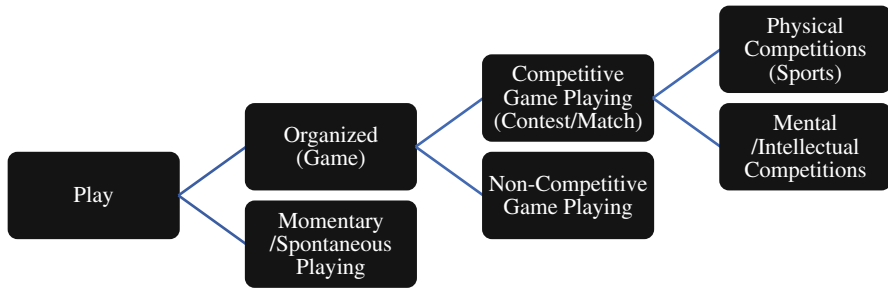 Play
Organized
(Game)
Momentary
/Spontaneous
Playing
Competitive
Game Playing
(Contest/Match)
Non-Competitive
Game Playing
Physical
Competitions
(Sports)
Mental
/Intellectual
Competitions